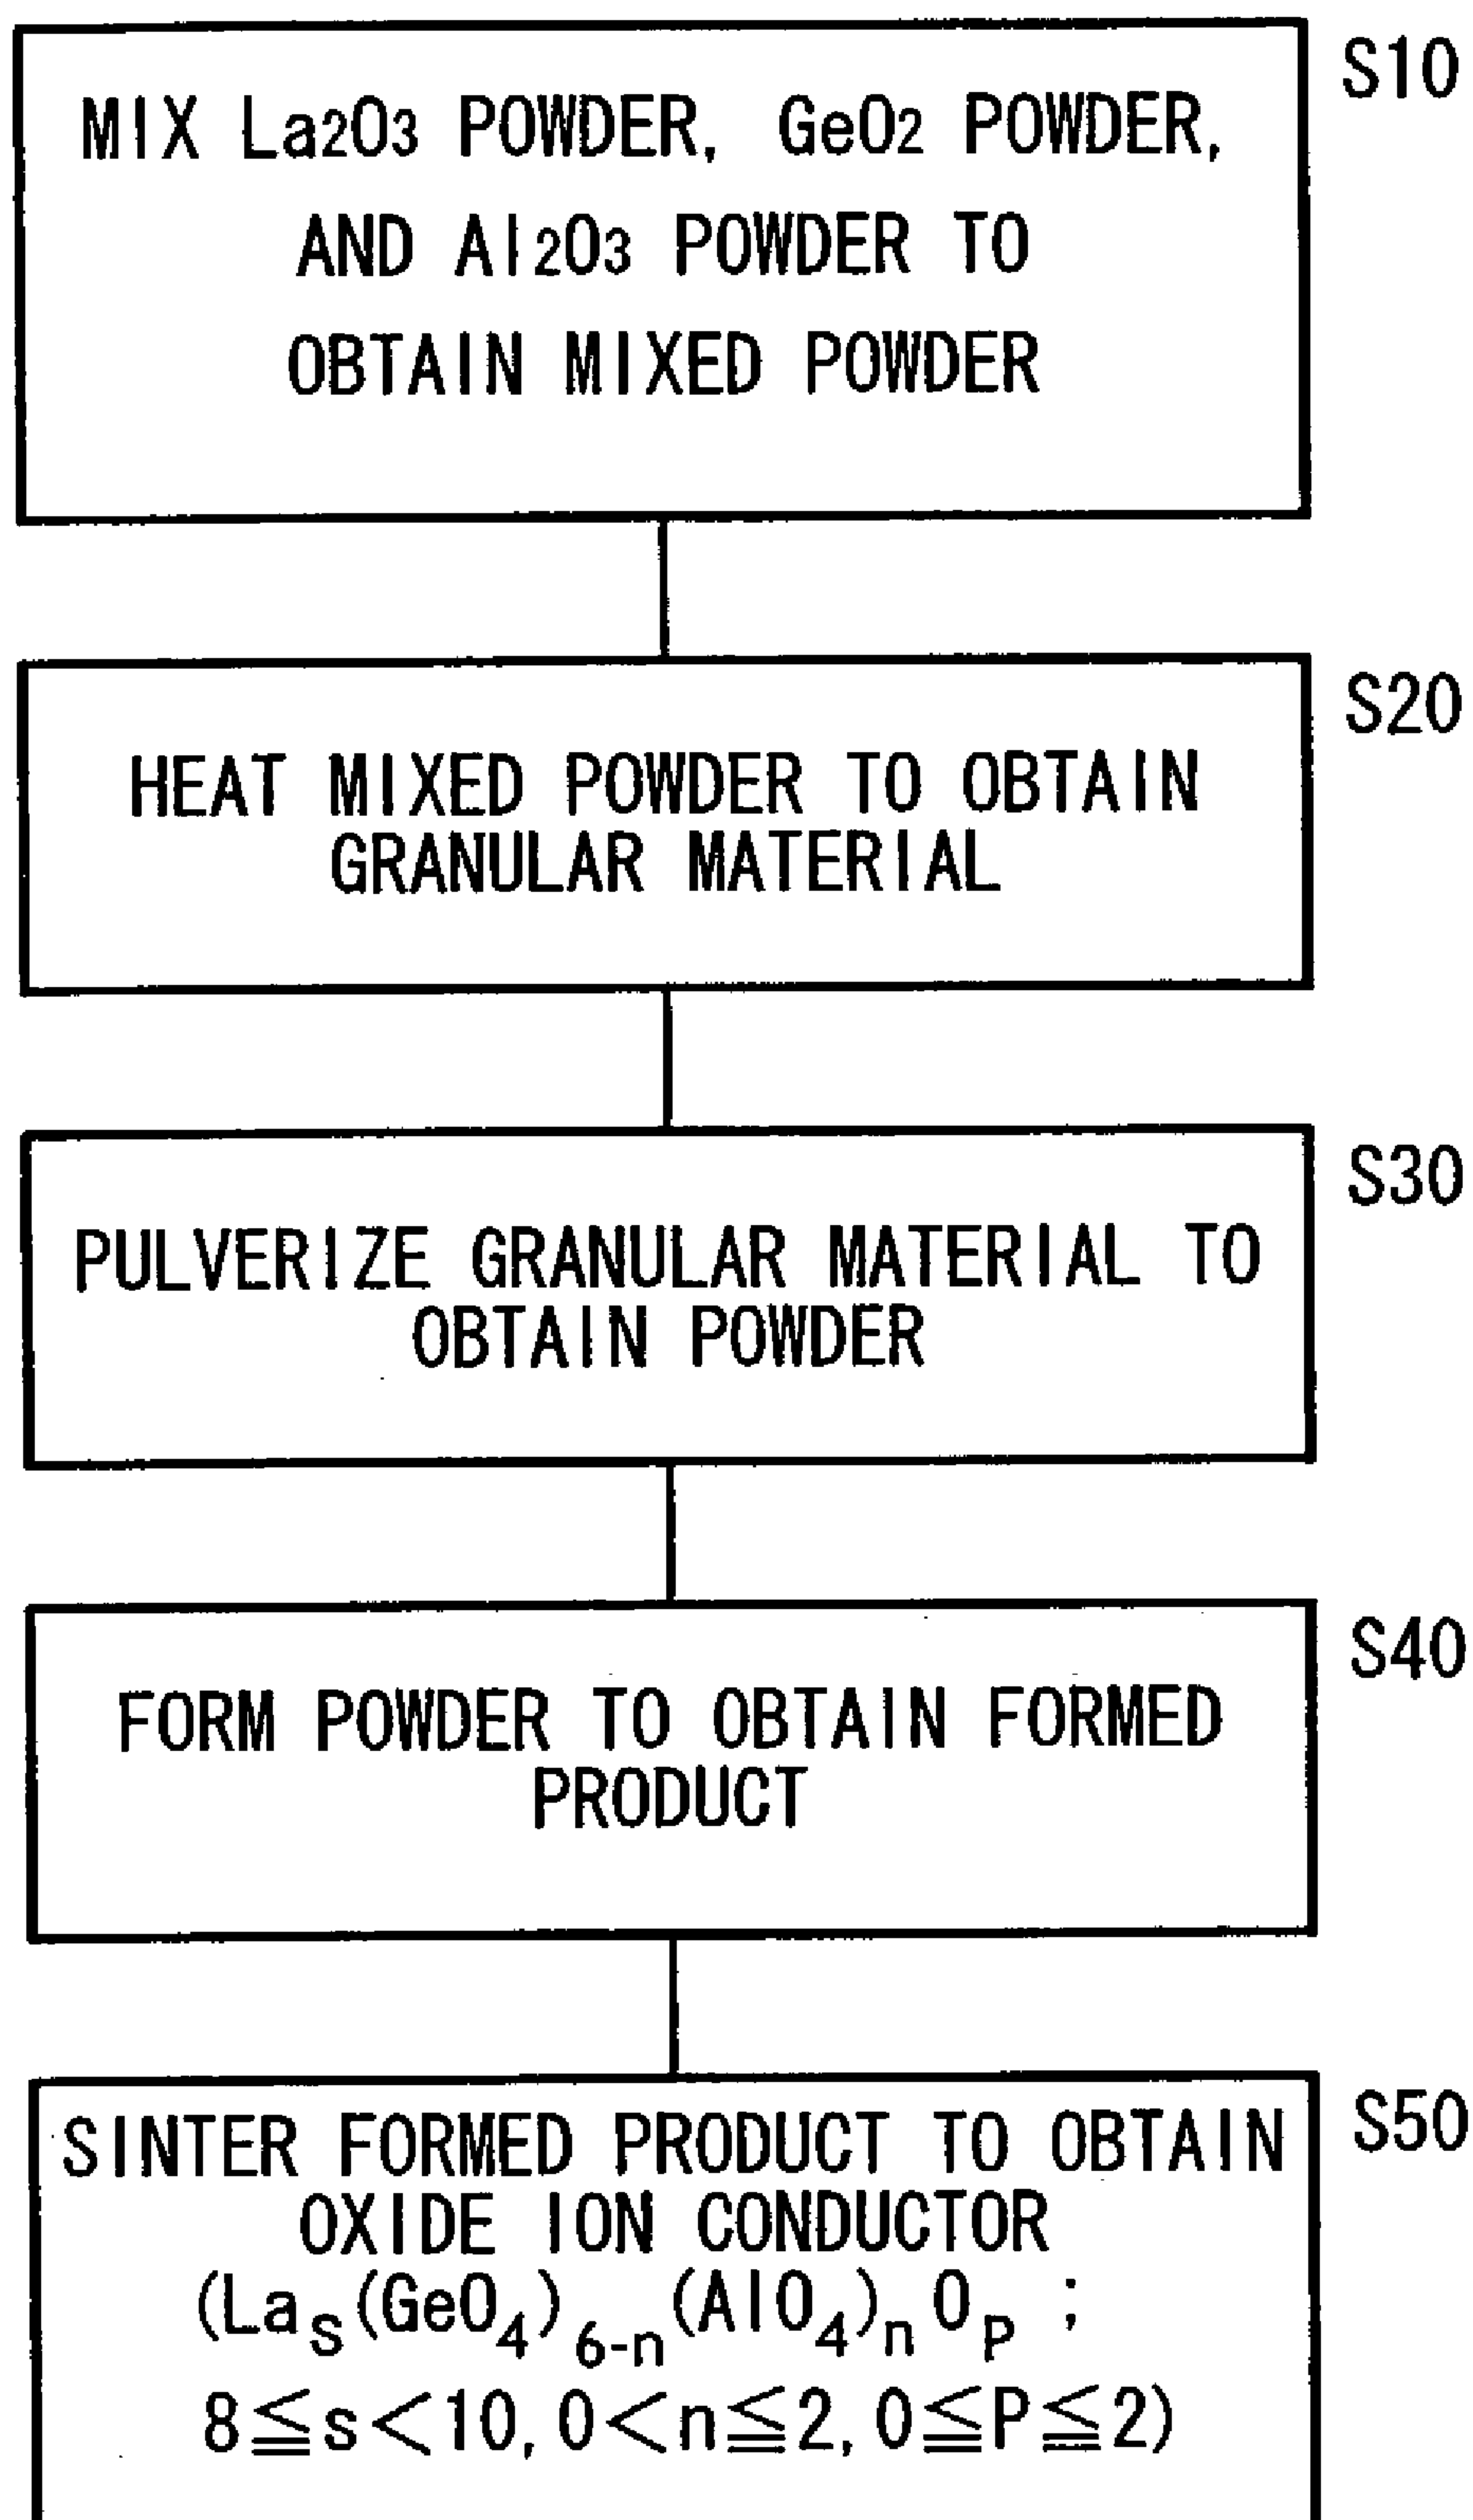 S10
MIX La2O3 POWDER, GeO2 POWDER,
AND Al2O3 POWDER TO
OBTAIN MIXED POWDER
S20
HEAT MIXED POWDER TO OBTAIN
GRANULAR MATERIAL
S30
PULVERIZE GRANULAR MATERIAL TO
OBTAIN POWDER
S40
FORM POWDER TO OBTAIN FORMED
PRODUCT
S50
SINTER FORMED PRODUCT TO OBTAIN
OXIDE ION CONDUCTOR
(LaS(GeO4)6-n(AlO4)nOP ;
8≦s<10, 0<n≦2, 0≦P≦2)